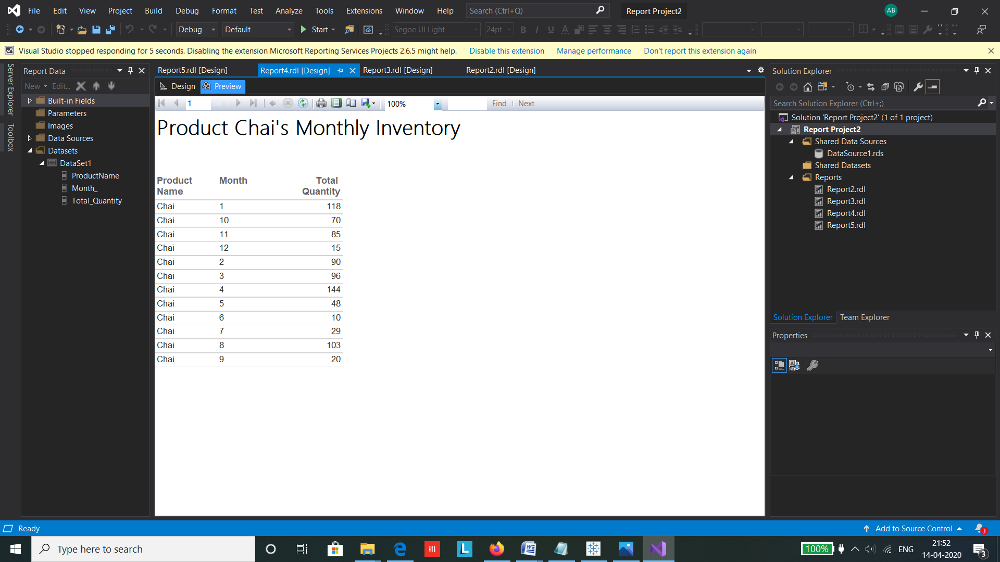 File Edit View Project Build Debug Format Test Analyze Tools Extensions Window Help Search (Ctrl+Q) Report Project2 AB
Debug Default Start Segoe UI Light 24pt B I U A
Visual Studio stopped responding for 5 seconds. Disabling the extension Microsoft Reporting Services Projects 2.6.5 might help. Disable this extension Manage performance Don't report this extension again
Server Explorer
Toolbox
Report Data
New Edit...
Built-in Fields
Parameters
Images
Data Sources
Datasets
DataSet1
ProductName
Month_
Total_Quantity
Report5.rdl [Design] Report4.rdl [Design] Report3.rdl [Design] Report2.rdl [Design]
Design Preview
1 of 1 100% Find Next
Product Chai's Monthly Inventory
Product Name Month Total Quantity
Chai 1 118
Chai 10 70
Chai 11 85
Chai 12 15
Chai 2 90
Chai 3 96
Chai 4 144
Chai 5 48
Chai 6 10
Chai 7 29
Chai 8 103
Chai 9 20
Solution Explorer
Search Solution Explorer (Ctrl+;)
Solution 'Report Project2' (1 of 1 project)
Report Project2
Shared Data Sources
DataSource1.rds
Shared Datasets
Reports
Report2.rdl
Report3.rdl
Report4.rdl
Report5.rdl
Solution Explorer Team Explorer
Properties
Ready Add to Source Control 3
Type here to search L 100% ENG 21:52
14-04-2020 3